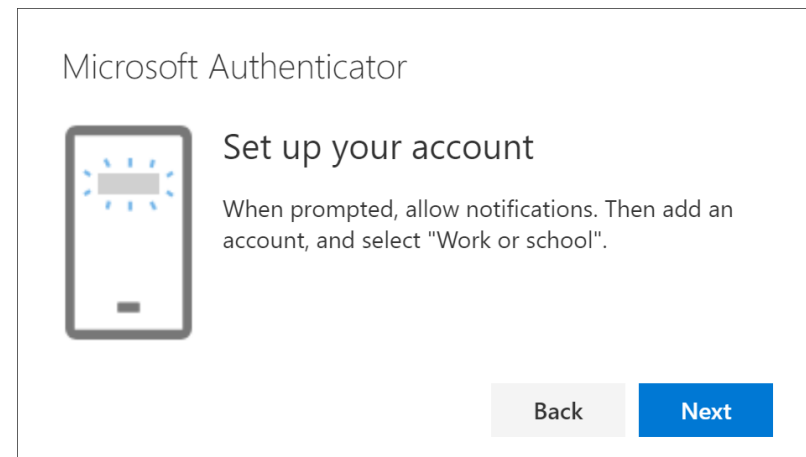 Microsoft Authenticator
Set up your account
When prompted, allow notifications. Then add an
account, and select "Work or school".
Back
Next